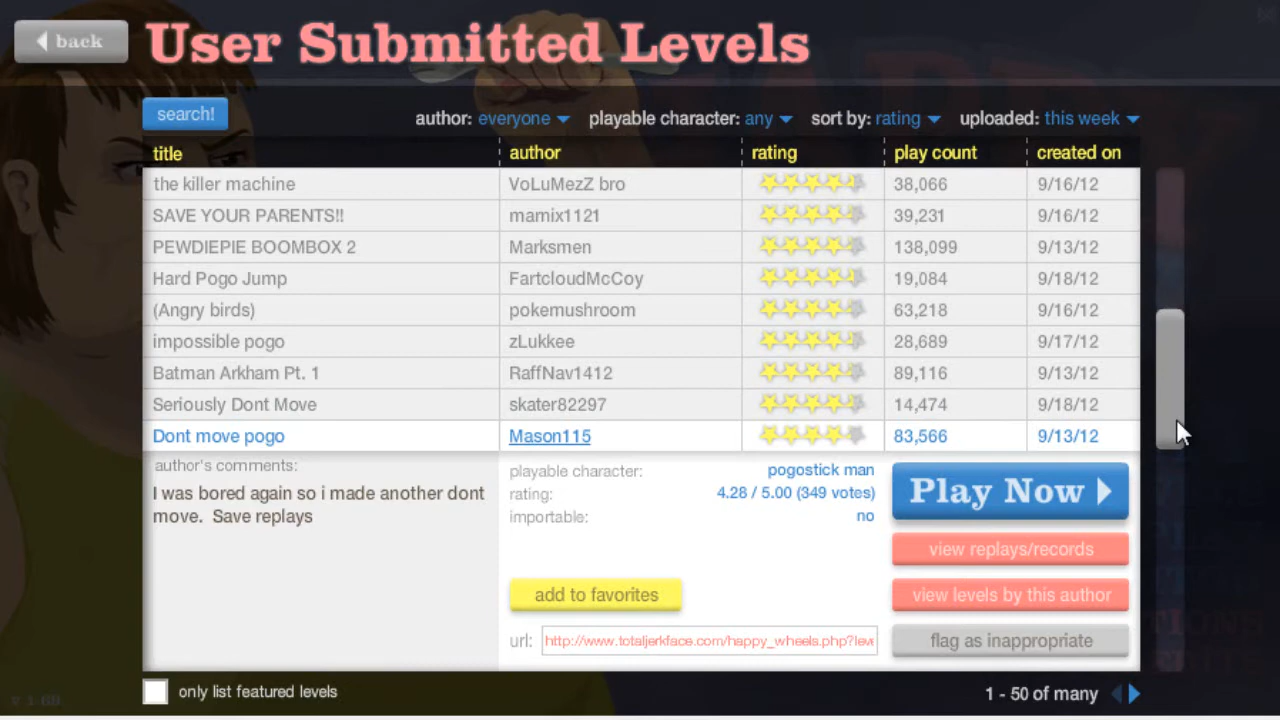 back
User Submitted Levels
search!
author: everyone playable character: any sort by: rating uploaded: this week
title author rating play count created on
the killer machine VoLuMezZ bro 38,066 9/16/12
SAVE YOUR PARENTS!! mamix1121 39,231 9/16/12
PEWDIEPIE BOOMBOX 2 Marksmen 138,099 9/13/12
Hard Pogo Jump FartcloudMcCoy 19,084 9/18/12
(Angry birds) pokemushroom 63,218 9/16/12
impossible pogo zLukkee 28,689 9/17/12
Batman Arkham Pt. 1 RaffNav1412 89,116 9/13/12
Seriously Dont Move skater82297 14,474 9/18/12
Dont move pogo Mason115 83,566 9/13/12
author's comments:
I was bored again so i made another dont
move. Save replays
playable character: pogostick man
rating: 4.28 / 5.00 (349 votes)
importable: no
add to favorites
url: http://www.totaljerkface.com/happy_wheels.php?leve
Play Now
view replays/records
view levels by this author
flag as inappropriate
v 1.68
only list featured levels
1 - 50 of many